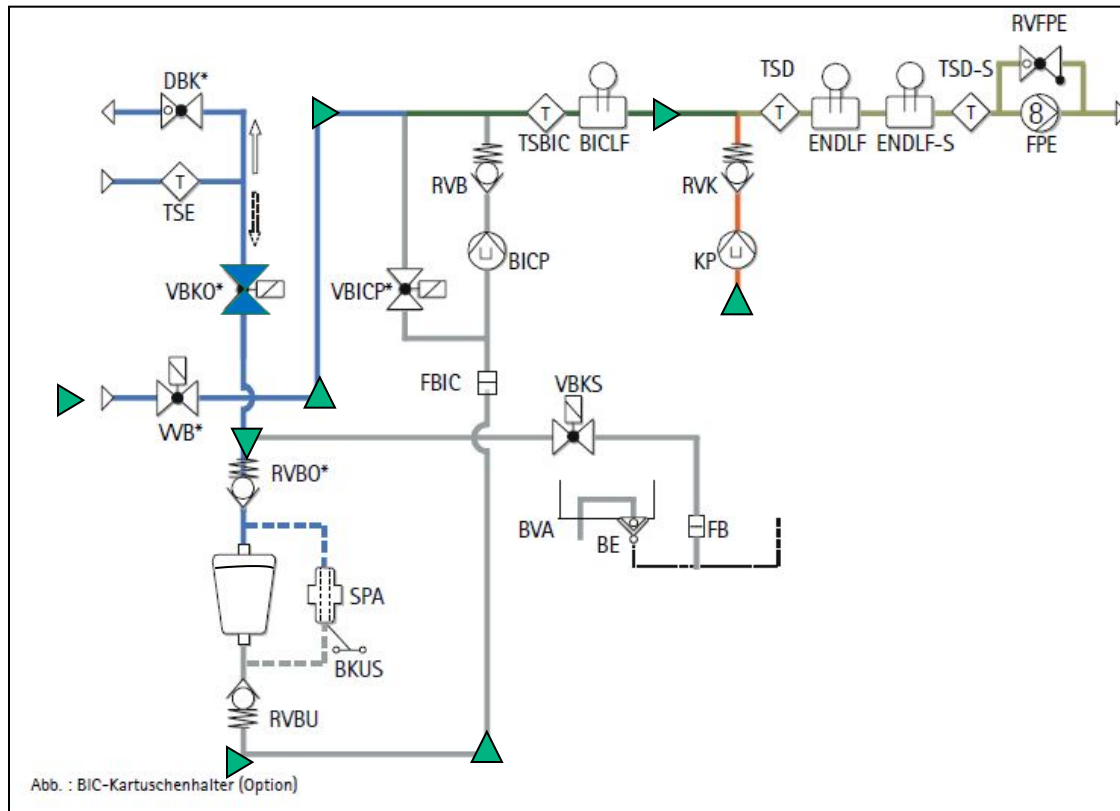 RVFPE
DBK*
TSD
TSD-S
T
T
T
8
TSBIC
BICLF
ENDLF
ENDLF-S
FPE
T
TSE
RVB
RVK
BICP
KP
VBKO*
VBICP*
FBIC
VBKS
VVB*
RVBO*
BVA
BE
FB
SPA
BKUS
RVBU
Abb. : BIC-Kartuschenhalter (Option)